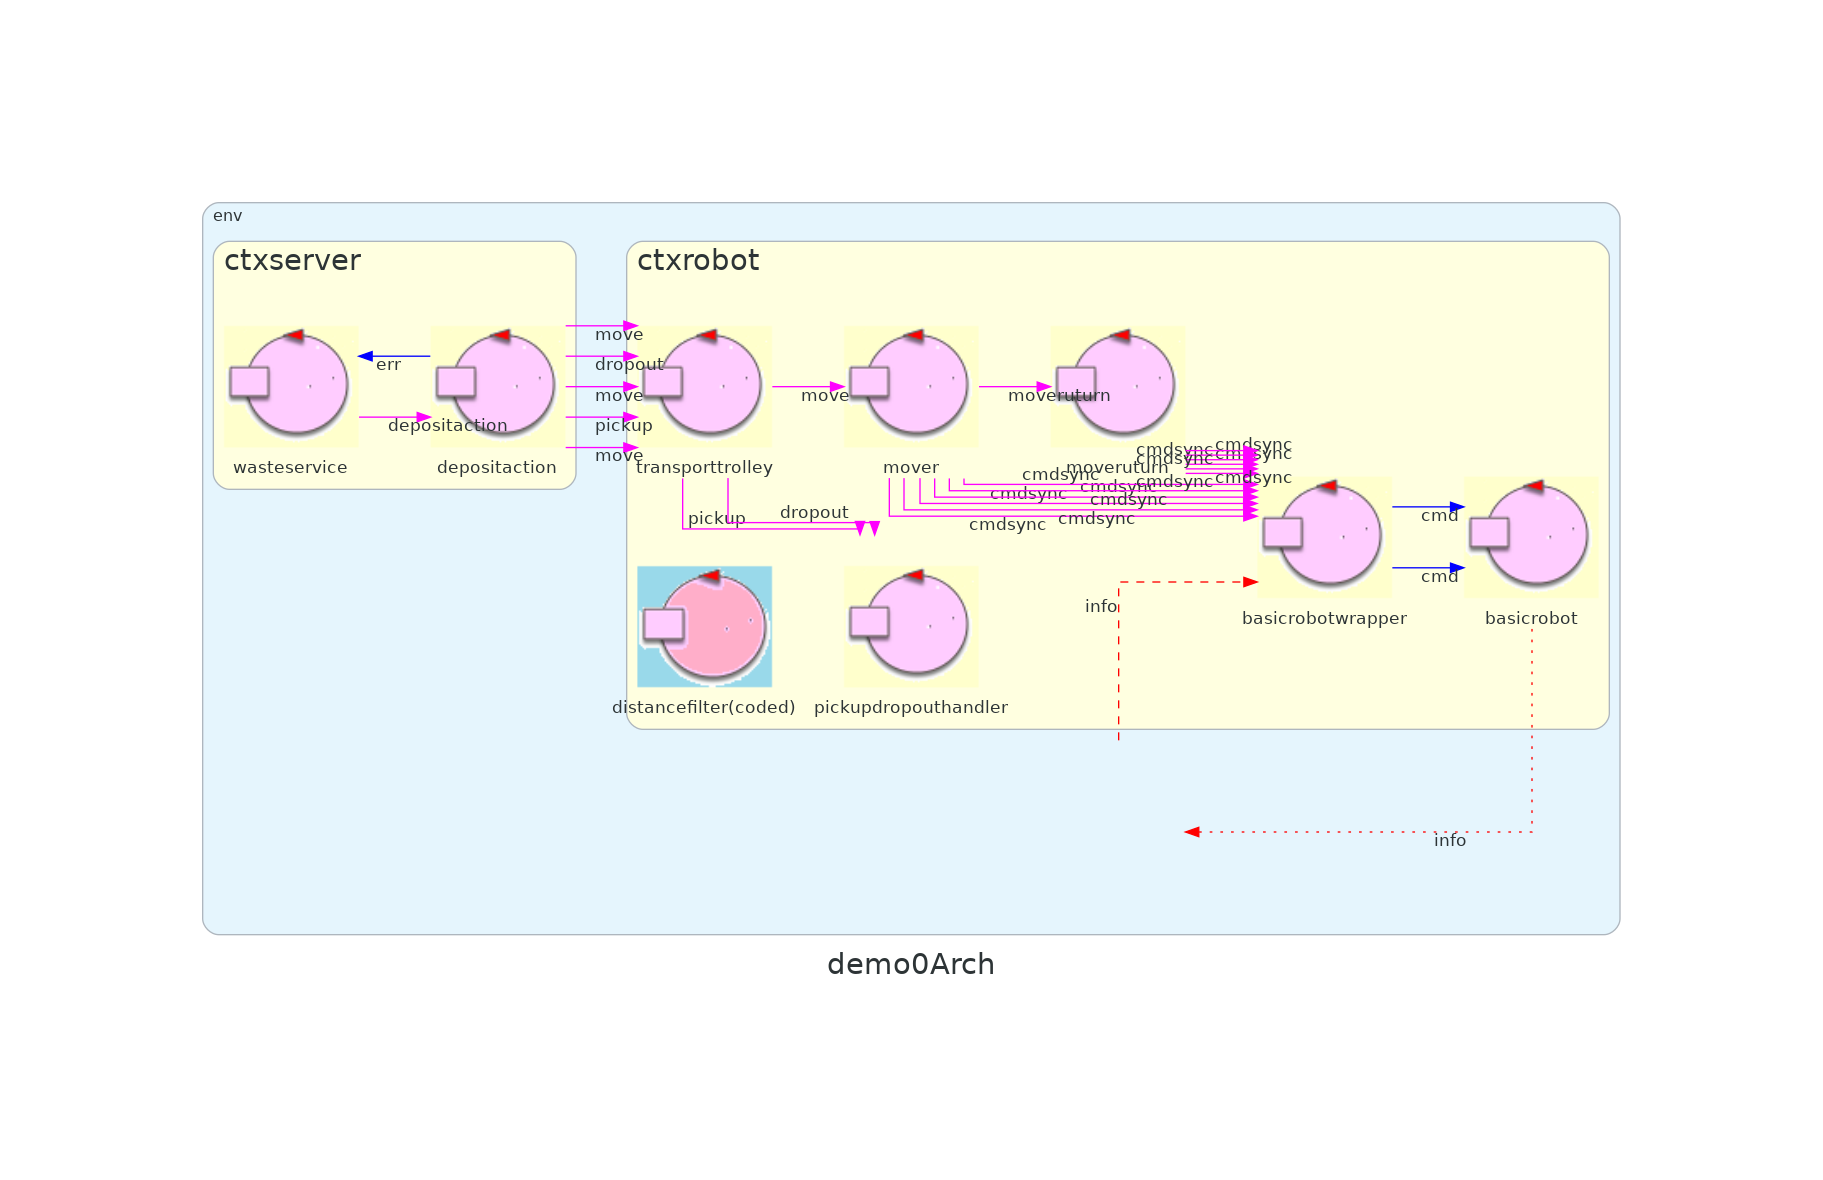 env
ctxserver
ctxrobot
move
err
dropout
move
moveruturn
move
depositaction
pickup
move
wasteservice
depositaction
transporttrolley
mover
moveruturn
cmdsync
cmdsync
cmdsync
cmdsync
cmdsync
cmdsync
cmdsync
cmdsync
cmdsync
cmdsync
cmdsync
cmdsync
pickup
dropout
cmd
cmd
info
basicrobotwrapper
basicrobot
distancefilter(coded)
pickupdropouthandler
info
demo0Arch